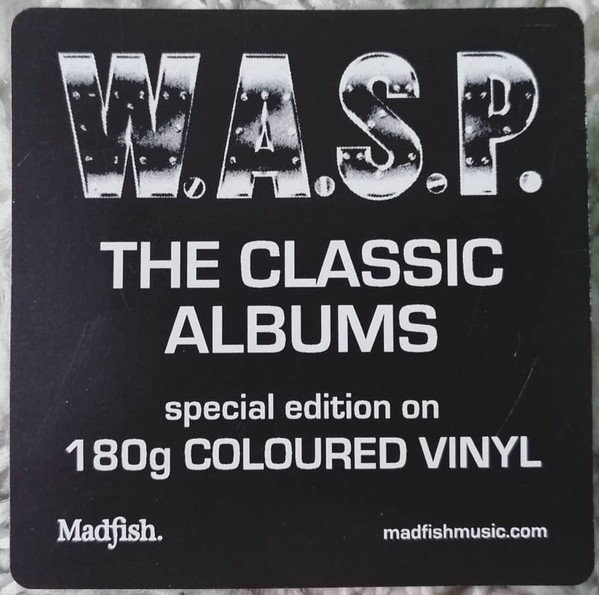 W.A.S.P.
THE CLASSIC
ALBUMS
special edition on
180g COLOURED VINYL
Madfish.
madfishmusic.com